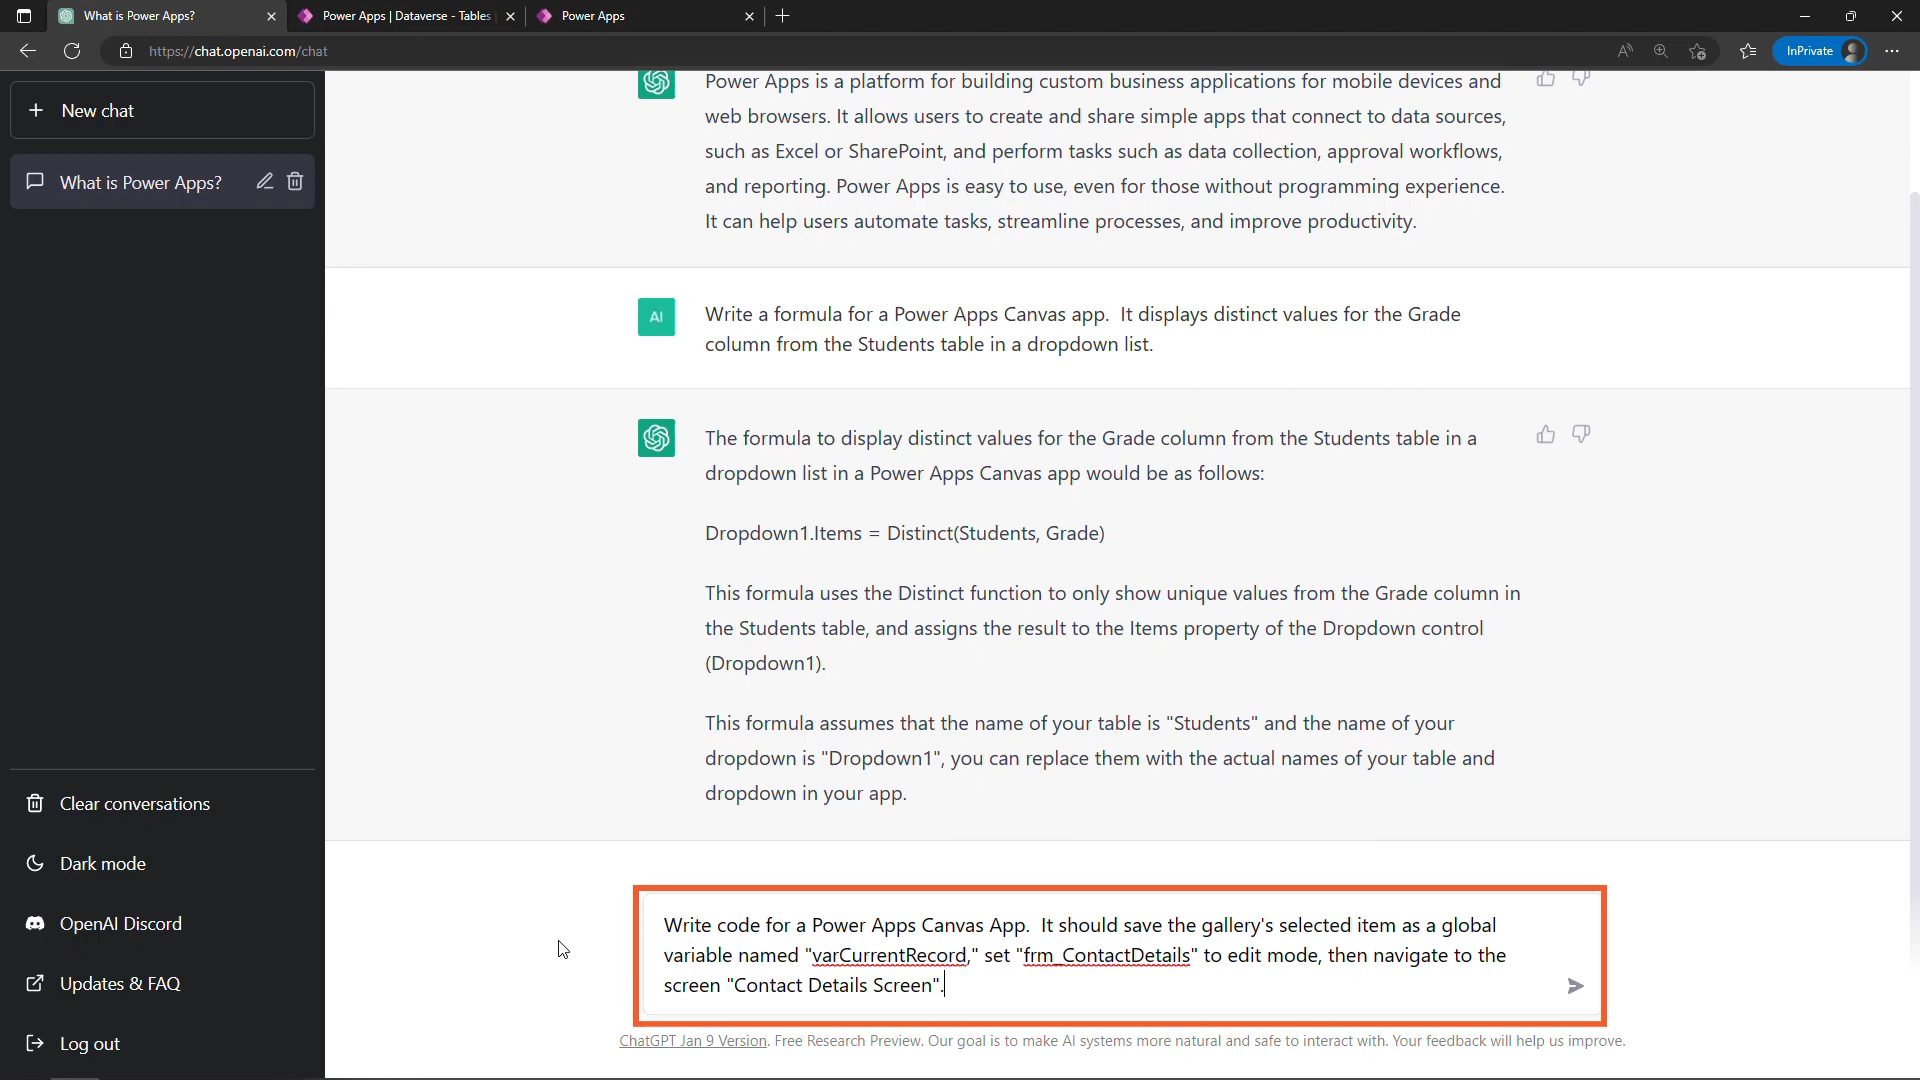 What is Power Apps?
Power Apps | Dataverse - Tables
Power Apps
https://chat.openai.com/chat
InPrivate
New chat
What is Power Apps?
Power Apps is a platform for building custom business applications for mobile devices and
web browsers. It allows users to create and share simple apps that connect to data sources,
such as Excel or SharePoint, and perform tasks such as data collection, approval workflows,
and reporting. Power Apps is easy to use, even for those without programming experience.
It can help users automate tasks, streamline processes, and improve productivity.
AI
Write a formula for a Power Apps Canvas app.  It displays distinct values for the Grade
column from the Students table in a dropdown list.
The formula to display distinct values for the Grade column from the Students table in a
dropdown list in a Power Apps Canvas app would be as follows:
Dropdown1.Items = Distinct(Students, Grade)
This formula uses the Distinct function to only show unique values from the Grade column in
the Students table, and assigns the result to the Items property of the Dropdown control
(Dropdown1).
This formula assumes that the name of your table is "Students" and the name of your
dropdown is "Dropdown1", you can replace them with the actual names of your table and
dropdown in your app.
Clear conversations
Dark mode
OpenAI Discord
Updates & FAQ
Log out
Write code for a Power Apps Canvas App.  It should save the gallery's selected item as a global
variable named "varCurrentRecord," set "frm_ContactDetails" to edit mode, then navigate to the
screen "Contact Details Screen".
ChatGPT Jan 9 Version. Free Research Preview. Our goal is to make AI systems more natural and safe to interact with. Your feedback will help us improve.